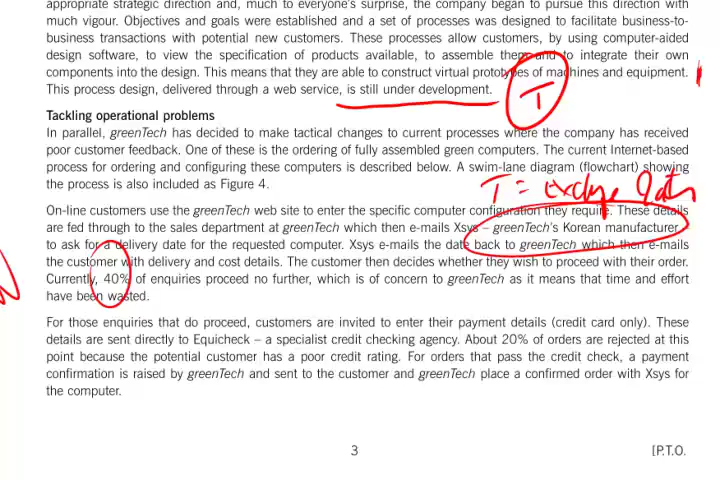 appropriate strategic direction and, much to everyone's surprise, the company began to pursue this direction with
much vigour. Objectives and goals were established and a set of processes was designed to facilitate business-to-
business transactions with potential new customers. These processes allow customers, by using computer-aided
design software, to view the specification of products available, to assemble them and to integrate their own
components into the design. This means that they are able to construct virtual prototypes of machines and equipment.
This process design, delivered through a web service, is still under development.
T
Tackling operational problems
In parallel, greenTech has decided to make tactical changes to current processes where the company has received
poor customer feedback. One of these is the ordering of fully assembled green computers. The current Internet-based
process for ordering and configuring these computers is described below. A swim-lane diagram (flowchart) showing
the process is also included as Figure 4.
T =
On-line customers use the greenTech web site to enter the specific computer configuration they require. These details
are fed through to the sales department at greenTech which then e-mails Xsys – greenTech's Korean manufacturer
to ask for a delivery date for the requested computer. Xsys e-mails the date back to greenTech which then e-mails
the customer with delivery and cost details. The customer then decides whether they wish to proceed with their order.
Currently, 40% of enquiries proceed no further, which is of concern to greenTech as it means that time and effort
have been wasted.
For those enquiries that do proceed, customers are invited to enter their payment details (credit card only). These
details are sent directly to Equicheck – a specialist credit checking agency. About 20% of orders are rejected at this
point because the potential customer has a poor credit rating. For orders that pass the credit check, a payment
confirmation is raised by greenTech and sent to the customer and greenTech place a confirmed order with Xsys for
the computer.
3
[P.T.O.